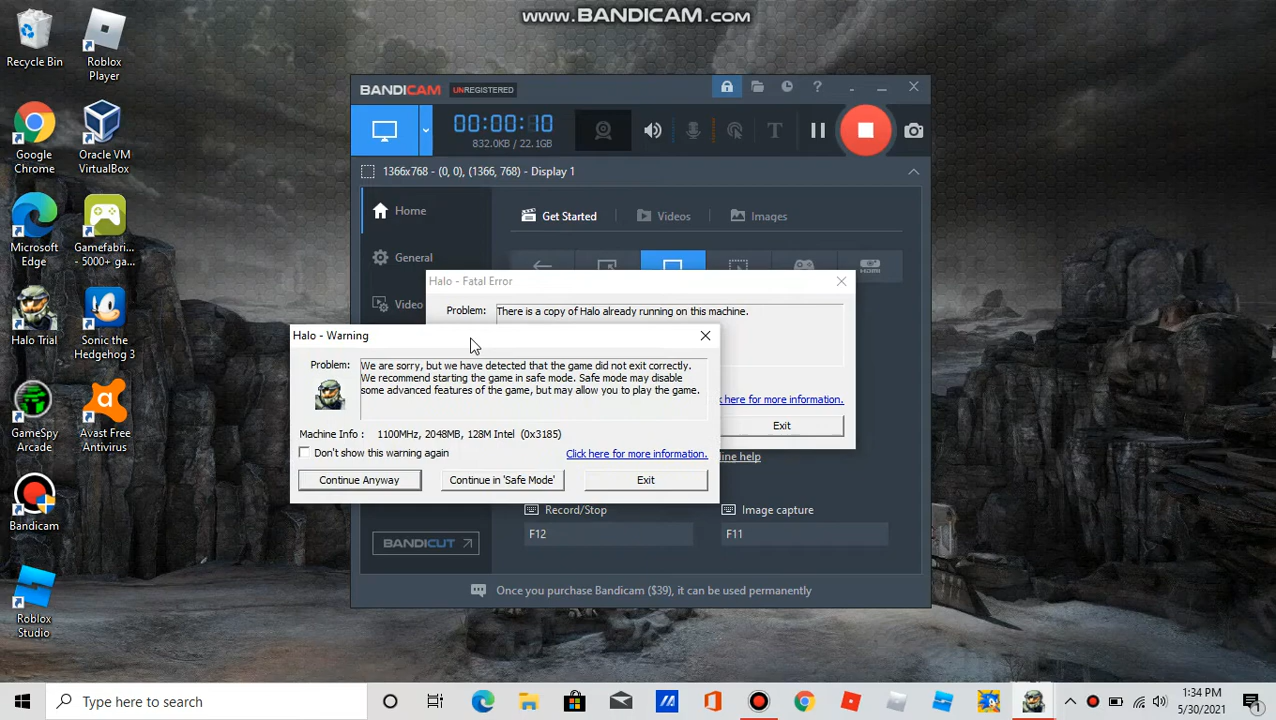 www.BANDICAM.com
Recycle Bin
Roblox
Player
Google
Chrome
Oracle VM
VirtualBox
Microsoft
Edge
Gamefabri...
- 5000+ ga...
Halo Trial
Sonic the
Hedgehog 3
GameSpy
Arcade
Avast Free
Antivirus
Bandicam
Roblox
Studio
BANDICAM UNREGISTERED
00:00:10
832.0KB / 22.1GB
1366x768 - (0, 0), (1366, 768) - Display 1
Home
General
Video
Get Started
Videos
Images
HDMI
Halo - Fatal Error
Problem: There is a copy of Halo already running on this machine.
k here for more information.
Exit
Halo - Warning
Problem: We are sorry, but we have detected that the game did not exit correctly.
We recommend starting the game in safe mode. Safe mode may disable
some advanced features of the game, but may allow you to play the game.
Machine Info : 1100MHz, 2048MB, 128M Intel (0x3185)
Don't show this warning again
Click here for more information.
Continue Anyway
Continue in 'Safe Mode'
Exit
line help
Record/Stop
Image capture
F12
F11
BANDICUT
Once you purchase Bandicam ($39), it can be used permanently
Type here to search
1:34 PM
5/30/2021
1